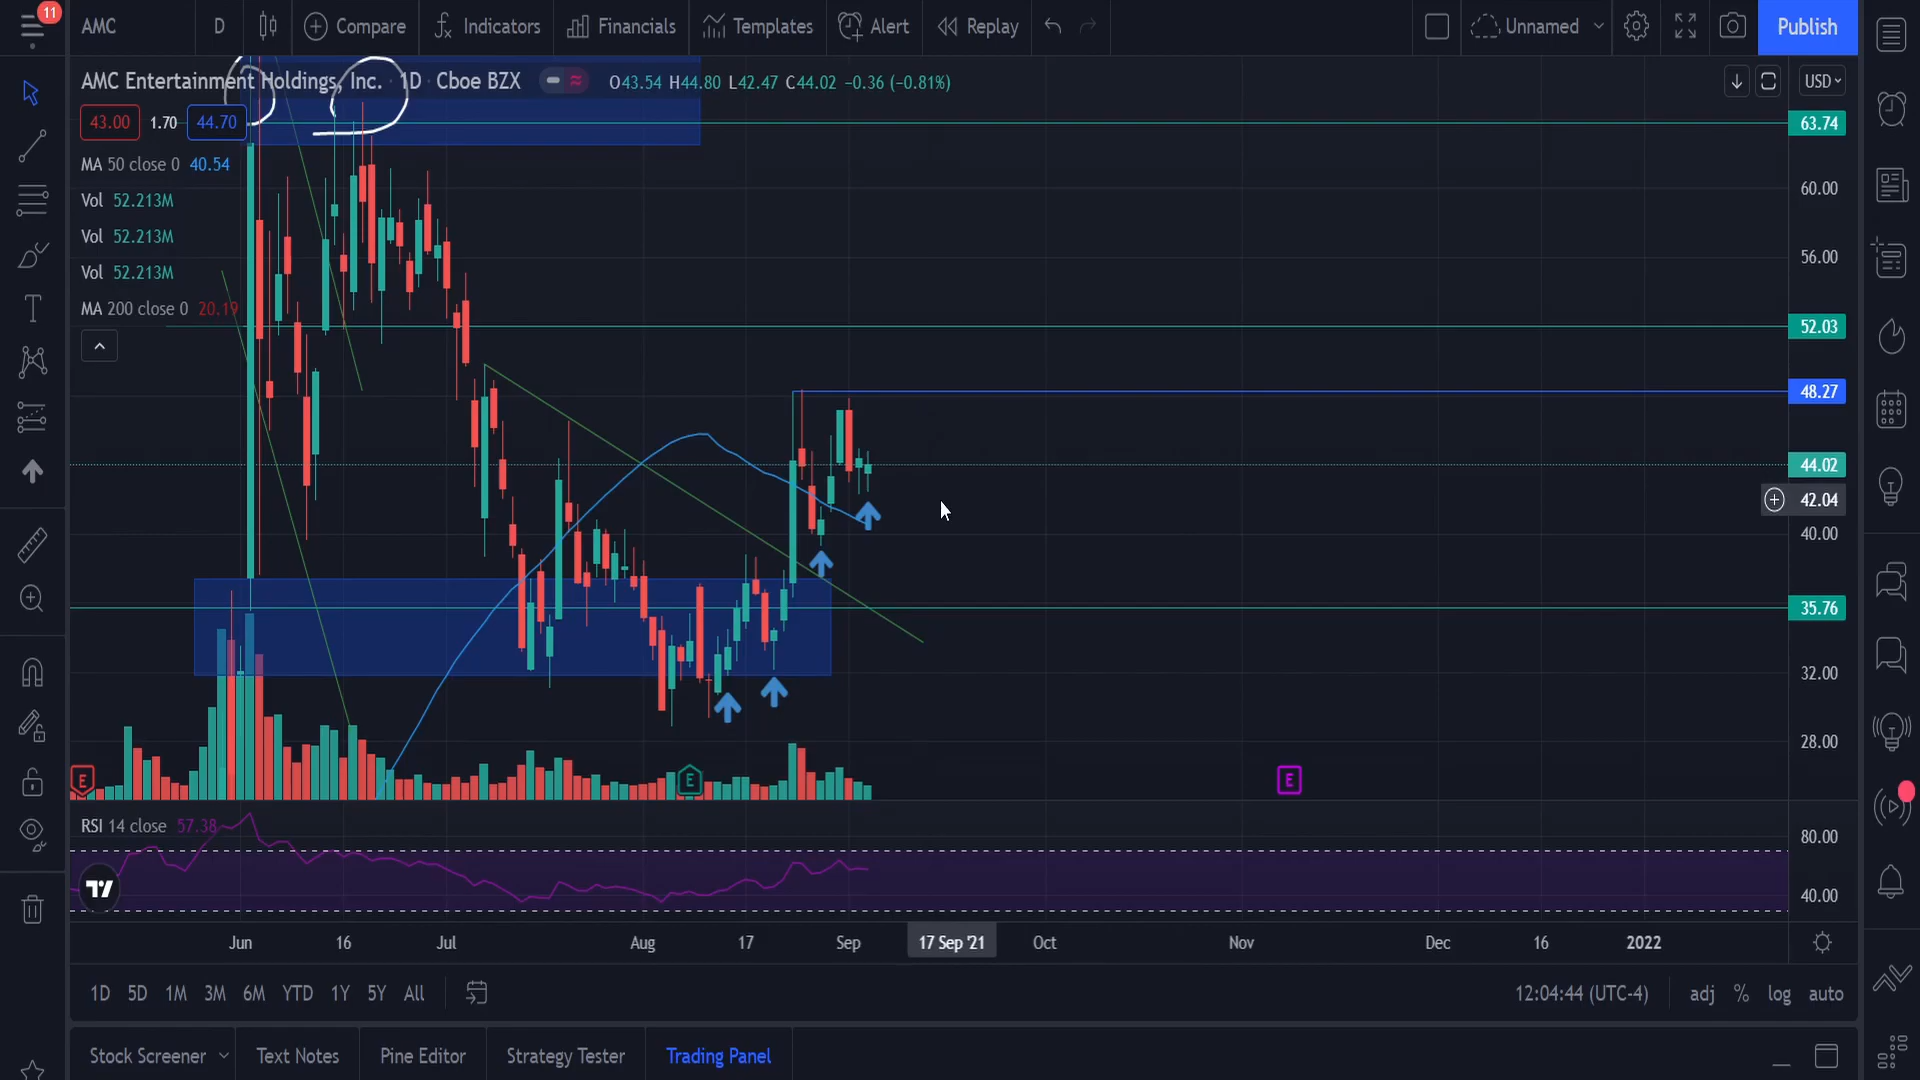 11
AMC D Compare Indicators Financials Templates Alert Replay Unnamed Publish
AMC Entertainment Holdings, Inc. · 1D · Cboe BZX O43.54 H44.80 L42.47 C44.02 −0.36 (−0.81%) USD
43.00 1.70 44.70
MA 50 close 0 40.54
Vol 52.213M
Vol 52.213M
Vol 52.213M
MA 200 close 0 20.19
63.74
60.00
56.00
52.03
48.27
44.02
42.04
40.00
35.76
32.00
28.00
E E E
RSI 14 close 57.38
80.00
40.00
Jun 16 Jul Aug 17 Sep 17 Sep '21 Oct Nov Dec 16 2022
1D 5D 1M 3M 6M YTD 1Y 5Y All 12:04:44 (UTC-4) adj % log auto
Stock Screener Text Notes Pine Editor Strategy Tester Trading Panel